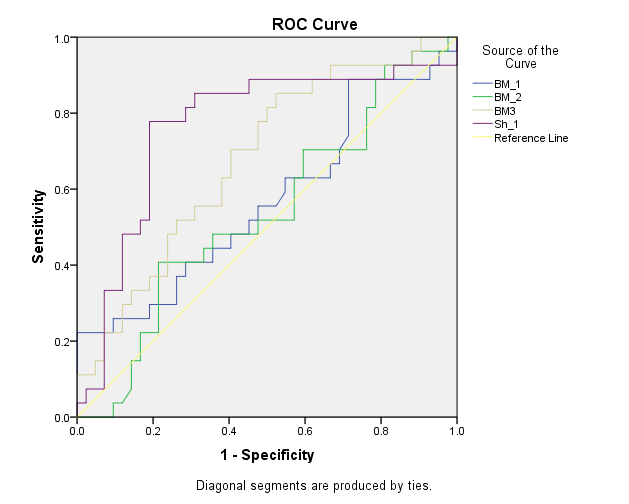 ROC Curve
Source of the
Curve
BM_1
BM_2
BM3
Sh_1
Reference Line
Sensitivity
1.0
0.8
0.6
0.4
0.2
0.0
0.0 0.2 0.4 0.6 0.8 1.0
1 - Specificity
Diagonal segments are produced by ties.